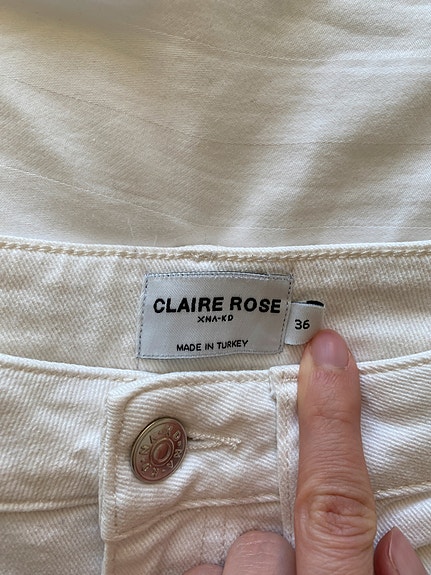 CLAIRE ROSE
XNA-KD
MADE IN TURKEY
36